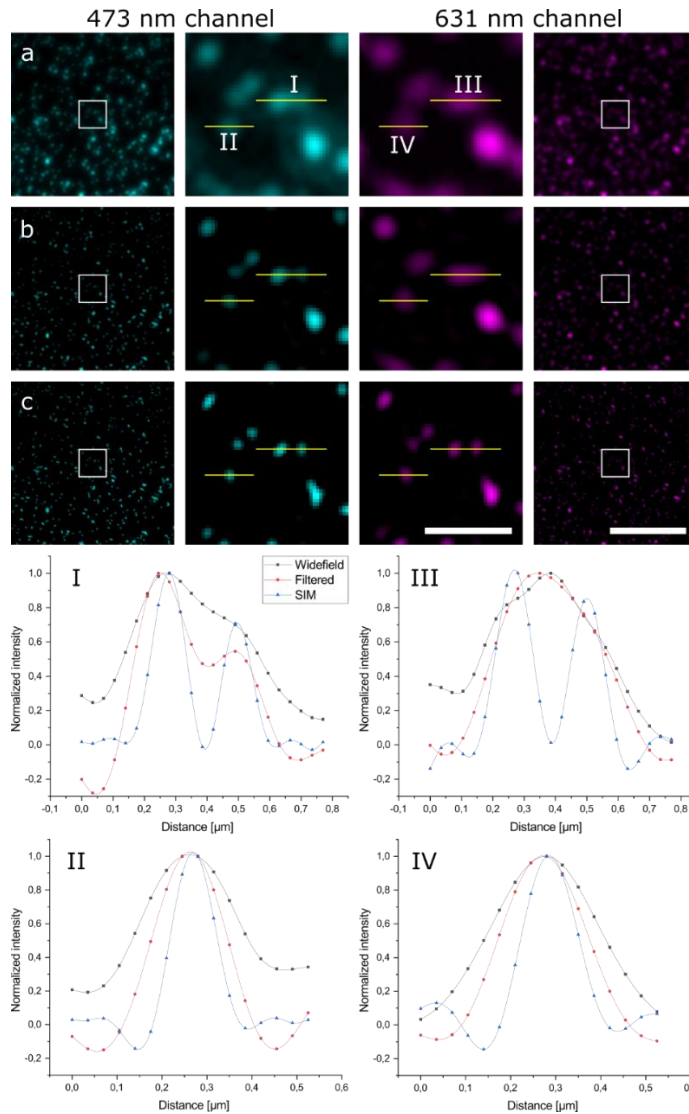 473 nm channel 631 nm channel
a
I
II
III
IV
b
c
I
Widefield
Filtered
SIM
Normalized intensity
1,0
0,8
0,6
0,4
0,2
0,0
-0,2
-0,1 0,0 0,1 0,2 0,3 0,4 0,5 0,6 0,7 0,8
Distance [µm]
III
Normalized intensity
1,0
0,8
0,6
0,4
0,2
0,0
-0,2
0,0 0,1 0,2 0,3 0,4 0,5 0,6 0,7 0,8
Distance [µm]
II
Normalized intensity
1,0
0,8
0,6
0,4
0,2
0,0
-0,2
0,0 0,1 0,2 0,3 0,4 0,5 0,6
Distance [µm]
IV
Normalized intensity
1,0
0,8
0,6
0,4
0,2
0,0
-0,2
0,0 0,1 0,2 0,3 0,4 0,5 0,6
Distance [µm]